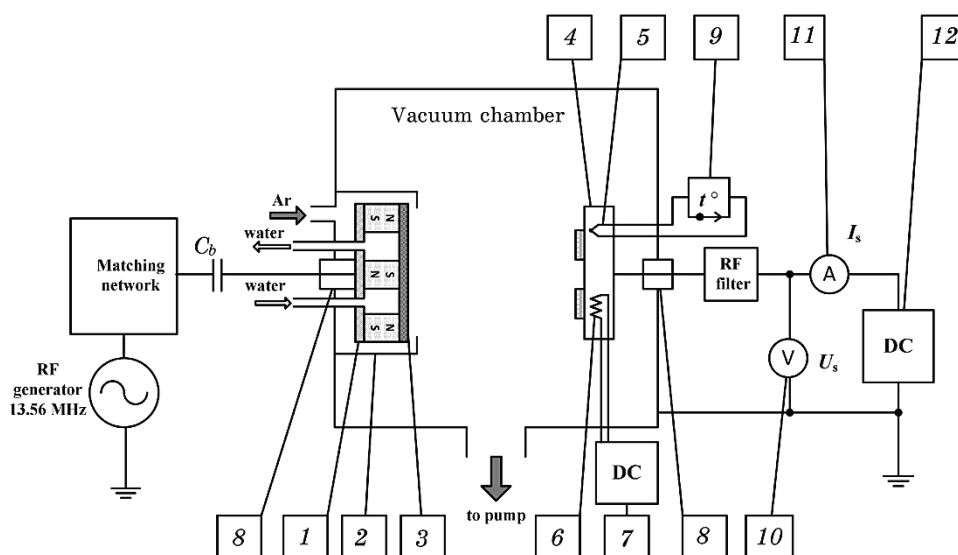 4
5
9
11
12
Vacuum chamber
t°
Ar
N
S
water
I_s
C_b
Matching
network
S
N
RF
filter
A
water
N
S
DC
V
U_s
RF
generator
13.56 MHz
DC
to pump
8
1
2
3
6
7
8
10